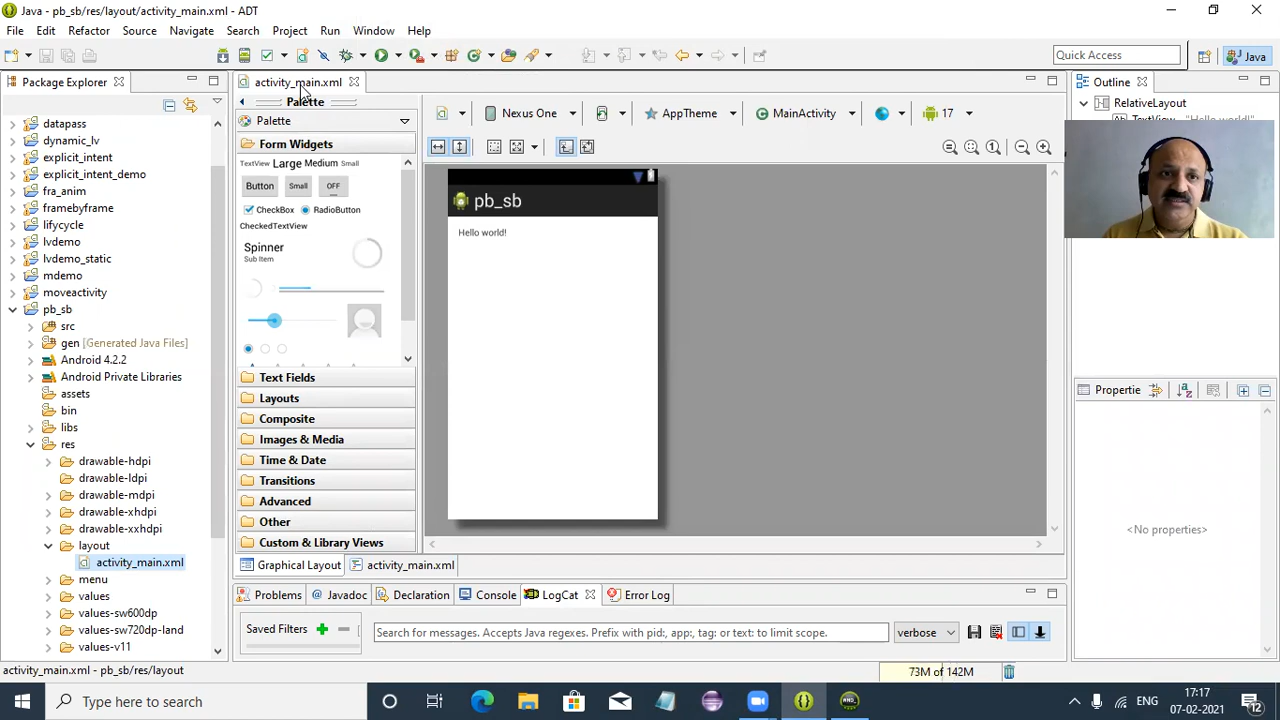 Java - pb_sb/res/layout/activity_main.xml - ADT
File Edit Refactor Source Navigate Search Project Run Window Help
Quick Access
Java
Package Explorer
datapass
dynamic_lv
explicit_intent
explicit_intent_demo
fra_anim
framebyframe
lifecycle
lvdemo
lvdemo_static
mdemo
moveactivity
pb_sb
src
gen [Generated Java Files]
Android 4.2.2
Android Private Libraries
assets
bin
libs
res
drawable-hdpi
drawable-ldpi
drawable-mdpi
drawable-xhdpi
drawable-xxhdpi
layout
activity_main.xml
menu
values
values-sw600dp
values-sw720dp-land
values-v11
activity_main.xml
Palette
Palette
Form Widgets
TextView Large Medium Small
Button Small OFF
CheckBox RadioButton
CheckedTextView
Spinner
Sub Item
Text Fields
Layouts
Composite
Images & Media
Time & Date
Transitions
Advanced
Other
Custom & Library Views
Graphical Layout activity_main.xml
Nexus One AppTheme MainActivity 17
pb_sb
Hello world!
Outline
RelativeLayout
Ab TextView "Hello world!"
Propertie
<No properties>
Problems Javadoc Declaration Console LogCat Error Log
Saved Filters
Search for messages. Accepts Java regexes. Prefix with pid:, app:, tag: or text: to limit scope.
verbose
activity_main.xml - pb_sb/res/layout
73M of 142M
Type here to search
ENG
17:17
07-02-2021
12